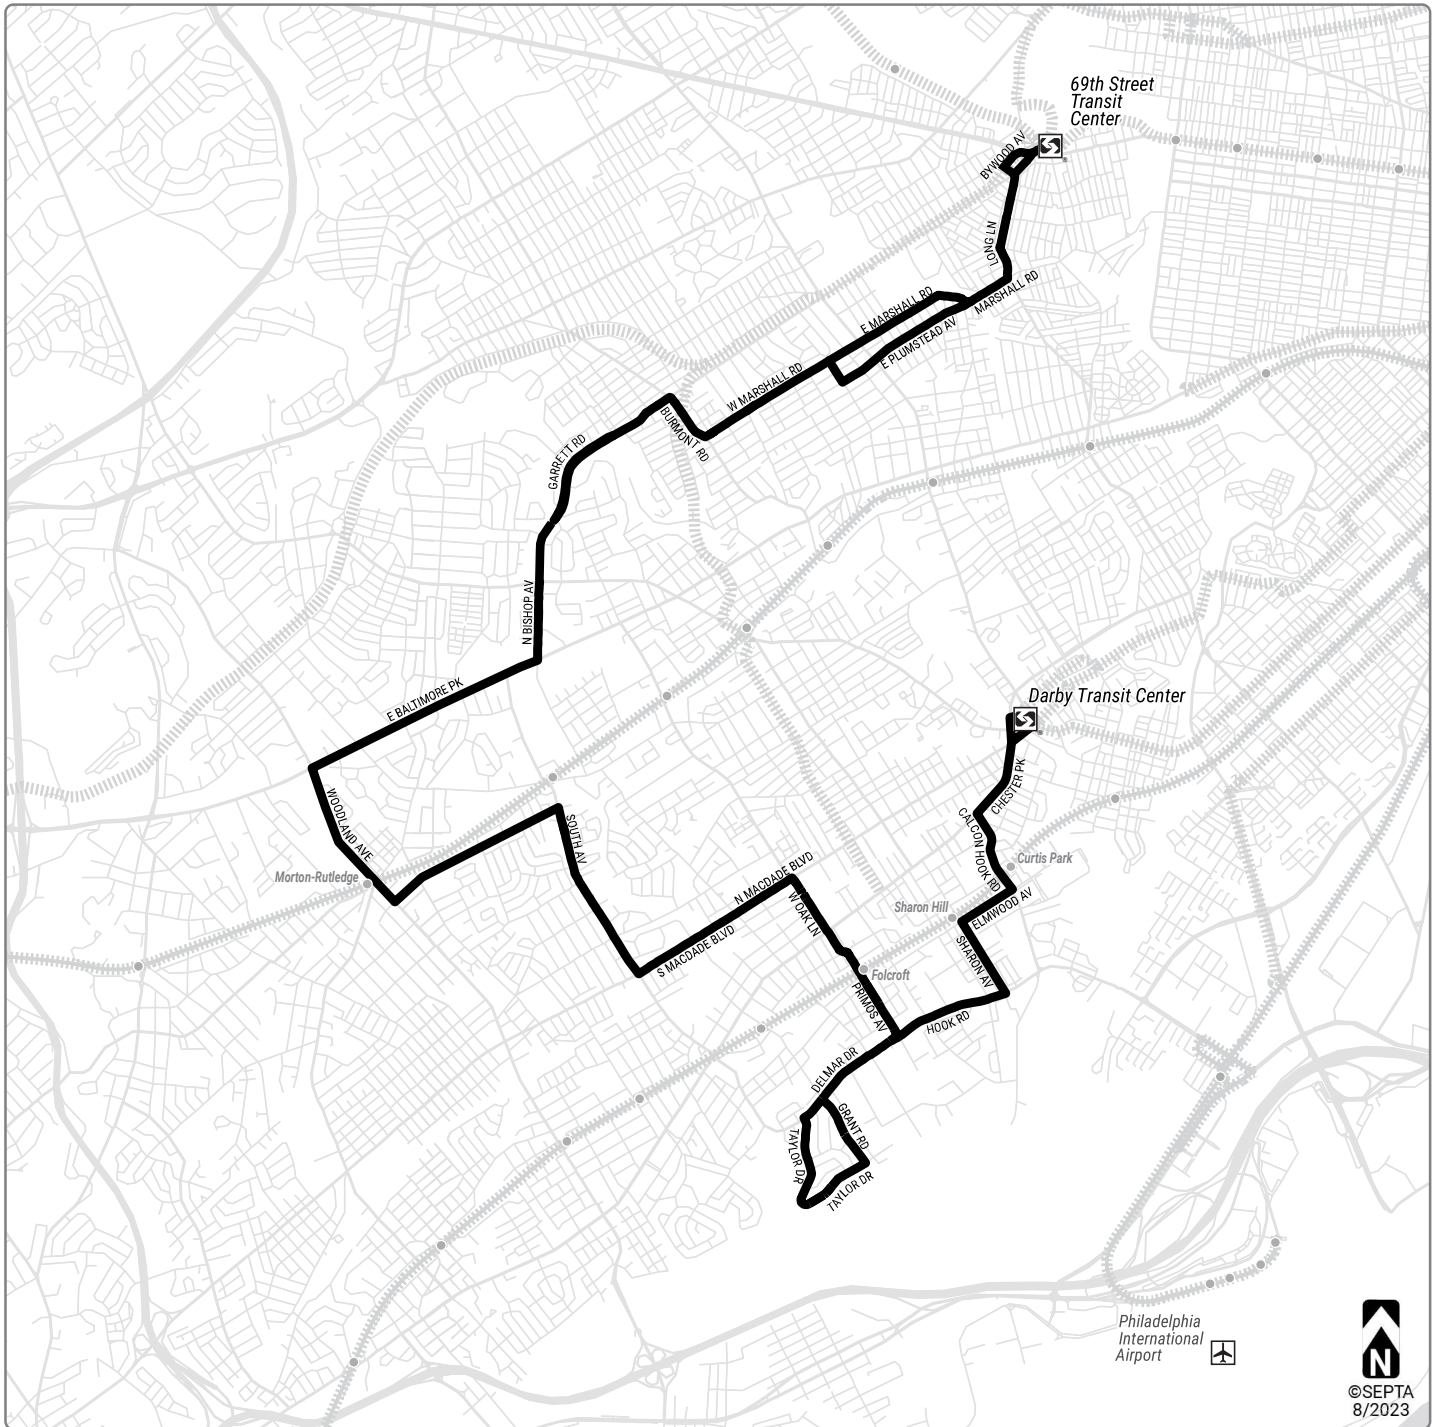 69th Street
Transit
Center
BYWOOD AV
LONG LN
MARSHALL RD
E MARSHALL RD
E PLUMSTEAD AV
W MARSHALL RD
BURMONT RD
GARRETT RD
N BISHOP AV
E BALTIMORE PK
Darby Transit Center
CHESTER PK
WOODLAND AVE
CALCON HOOK RD
SOUTH AV
Curtis Park
N MACDADE BLVD
Morton-Rutledge
W OAK LN
Sharon Hill
ELMWOOD AV
S MACDADE BLVD
SHARON AV
Folcroft
PRIMOS AV
HOOK RD
DELMAR DR
GRANT RD
TAYLOR DR
TAYLOR DR
Philadelphia
International
Airport
N
©SEPTA
8/2023